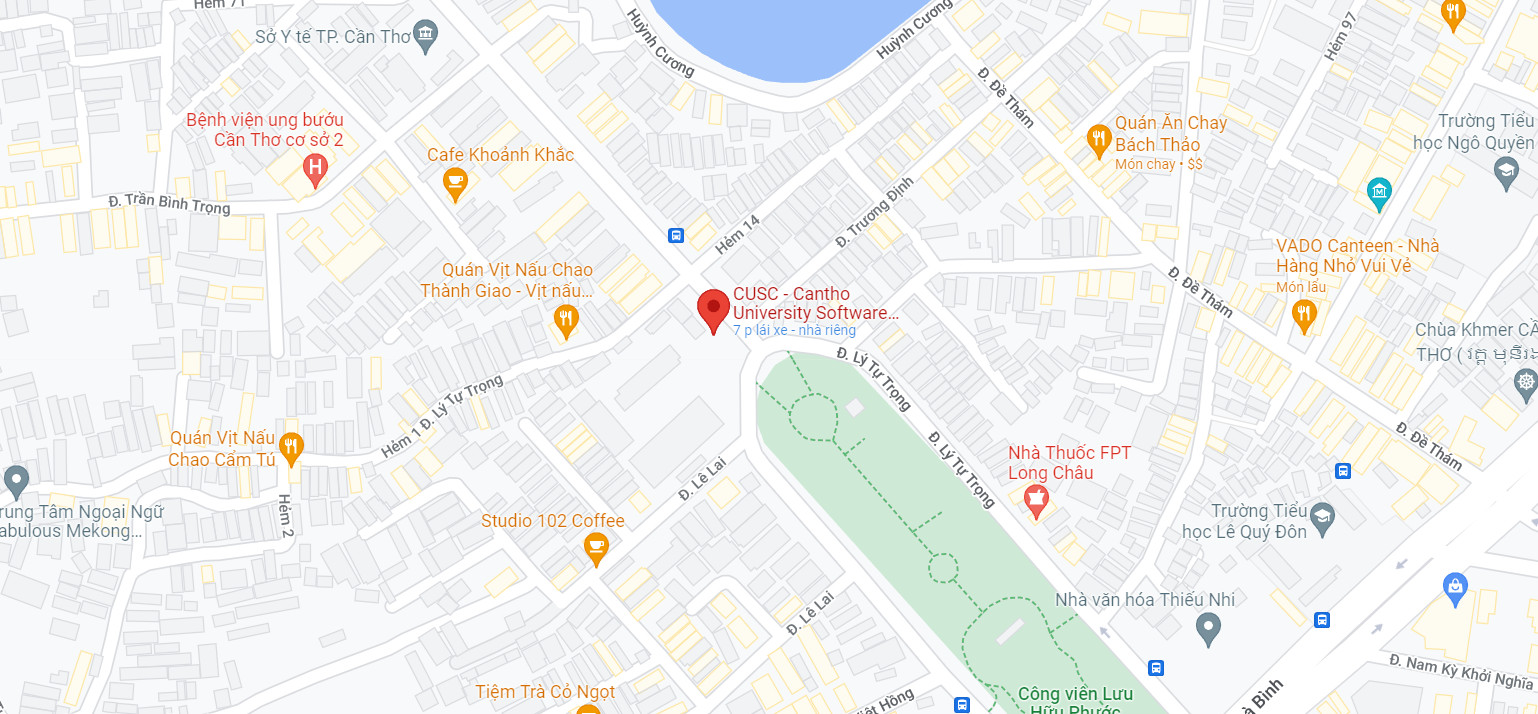 Hẻm 71
Sở Y tế TP. Cần Thơ
Huỳnh Cương
Huỳnh Cương
Hẻm 97
Đ. Đề Thám
Bệnh viện ung bướu
Cần Thơ cơ sở 2
Cafe Khoảnh Khắc
Quán Ăn Chay
Bách Thảo
Món chay • $$
Trường Tiểu
học Ngô Quyền
Đ. Trần Bình Trọng
Hẻm 14
Đ. Trương Định
VADO Canteen - Nhà
Hàng Nhỏ Vui Vẻ
Món lẩu
Quán Vịt Nấu Chao
Thành Giao - Vịt nấu...
CUSC - Cantho
University Software...
7 p lái xe - nhà riêng
Đ. Đề Thám
Chùa Khmer CẦ
THƠ ( វត្ត មុនីរង
Đ. Lý Tự Trọng
Hẻm 1 Đ. Lý Tự Trọng
Quán Vịt Nấu
Chao Cẩm Tú
Đ. Lý Tự Trọng
Đ. Đề Thám
Nhà Thuốc FPT
Long Châu
Đ. Lê Lai
Hẻm 2
rung Tâm Ngoại Ngữ
abulous Mekong...
Studio 102 Coffee
Trường Tiểu
học Lê Quý Đôn
Nhà văn hóa Thiếu Nhi
Đ. Lê Lai
Đ. Nam Kỳ Khởi Nghĩa
Tiệm Trà Cỏ Ngọt
iệt Hồng
Công viên Lưu
Hữu Phước
à Bình